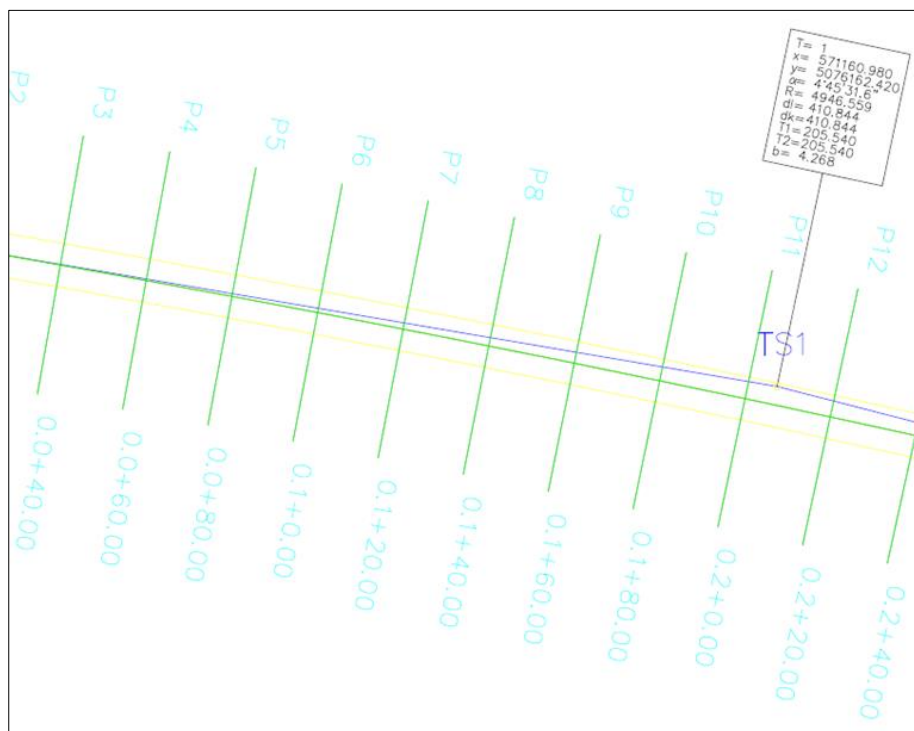 T= 1
x= 571160.980
y= 5076162.420
α= 4°45'31.6"
R= 4946.559
dl= 410.844
dk=410.844
T1=205.540
T2=205.540
b= 4.268
P2
P3
P4
P5
P6
P7
P8
P9
P10
P11
P12
TS1
0.0+40.00
0.0+60.00
0.0+80.00
0.1+0.00
0.1+20.00
0.1+40.00
0.1+60.00
0.1+80.00
0.2+0.00
0.2+20.00
0.2+40.00